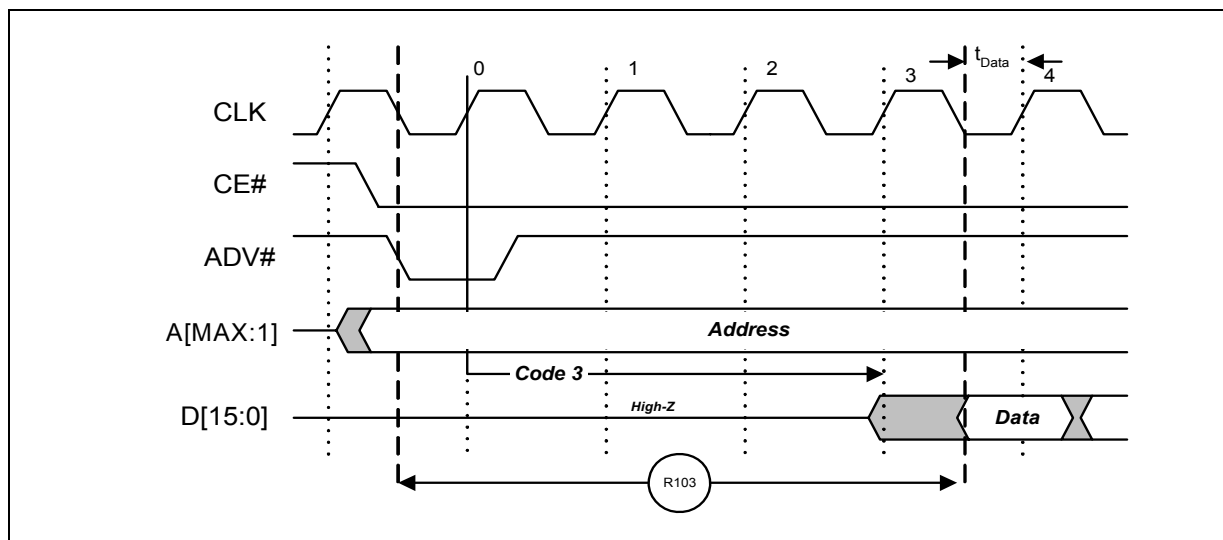 0 1 2 3 t_Data 4
CLK
CE#
ADV#
A[MAX:1] Address
Code 3
D[15:0] High-Z Data
R103